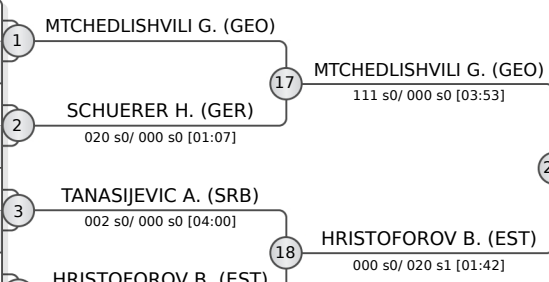 1
MTCHEDLISHVILI G. (GEO)
17
MTCHEDLISHVILI G. (GEO)
111 s0/ 000 s0 [03:53]
2
SCHUERER H. (GER)
020 s0/ 000 s0 [01:07]
3
TANASIJEVIC A. (SRB)
002 s0/ 000 s0 [04:00]
18
HRISTOFOROV B. (EST)
000 s0/ 020 s1 [01:42]
HRISTOFOROV B. (EST)